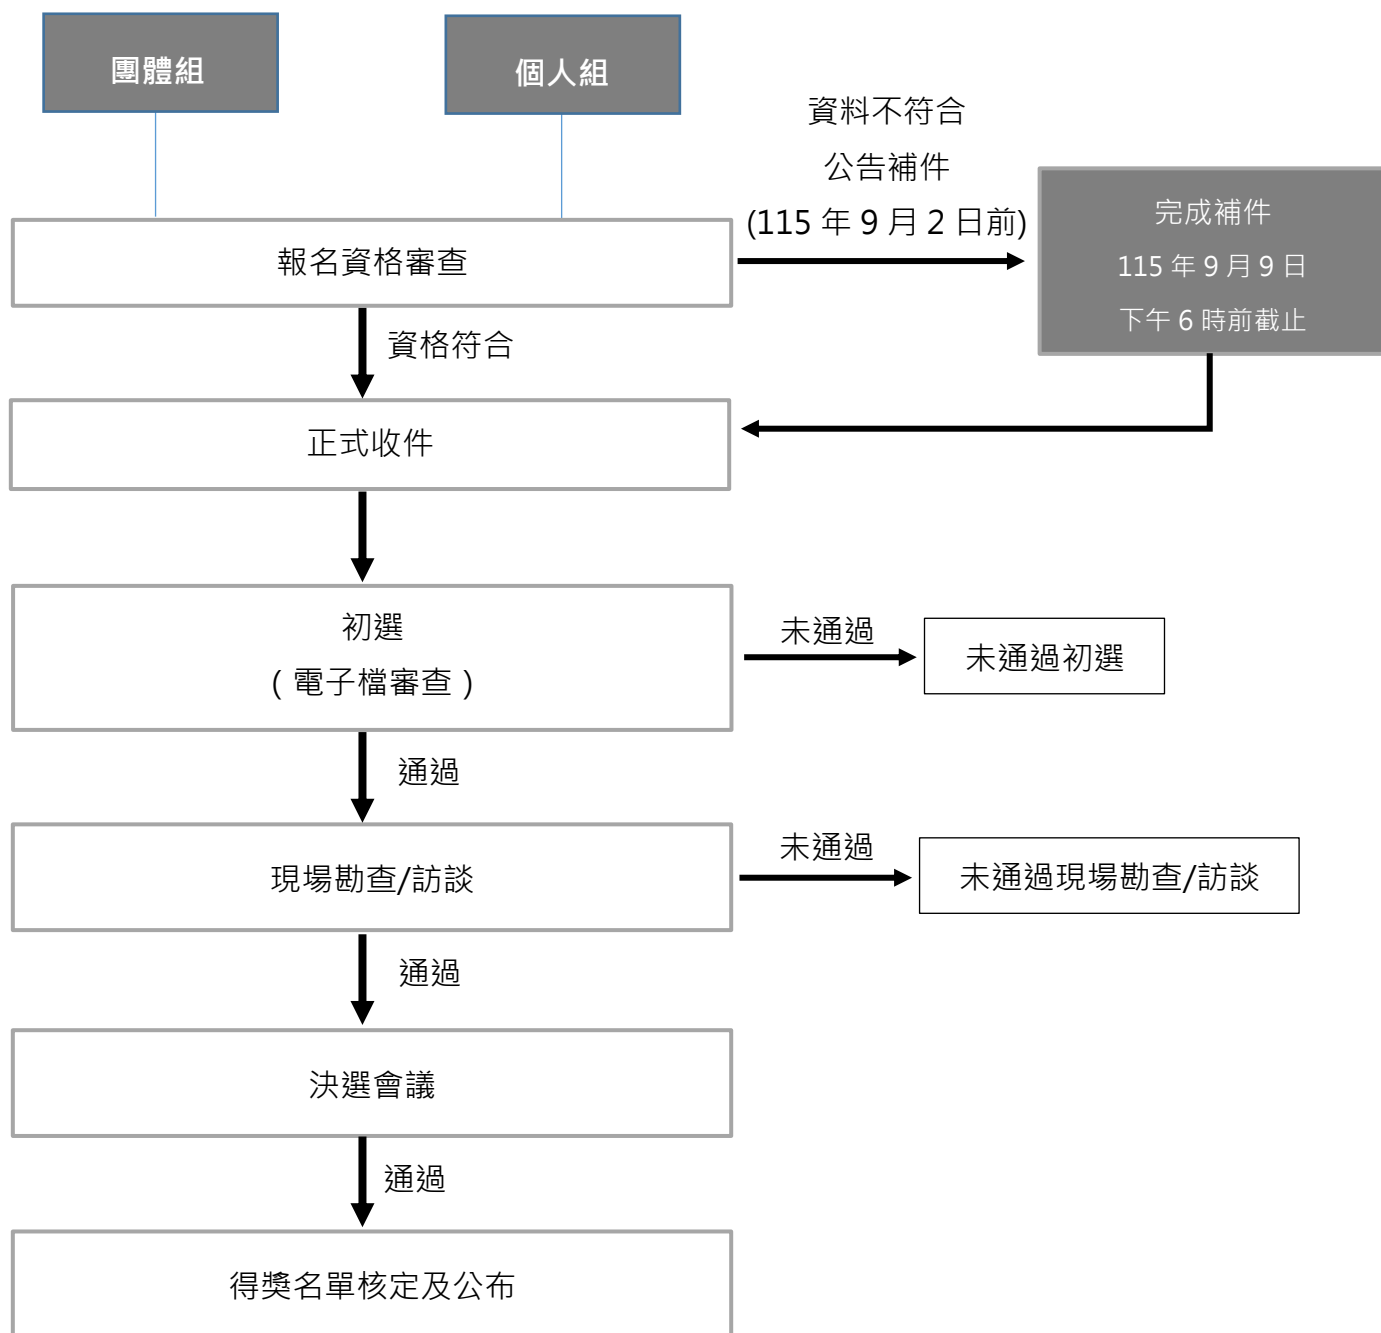 團體組
個人組
資料不符合
公告補件
(115 年 9 月 2 日前)
完成補件
115 年 9 月 9 日
下午 6 時前截止
報名資格審查
資格符合
正式收件
初選
( 電子檔審查 )
未通過
未通過初選
通過
現場勘查/訪談
未通過
未通過現場勘查/訪談
通過
決選會議
通過
得獎名單核定及公布